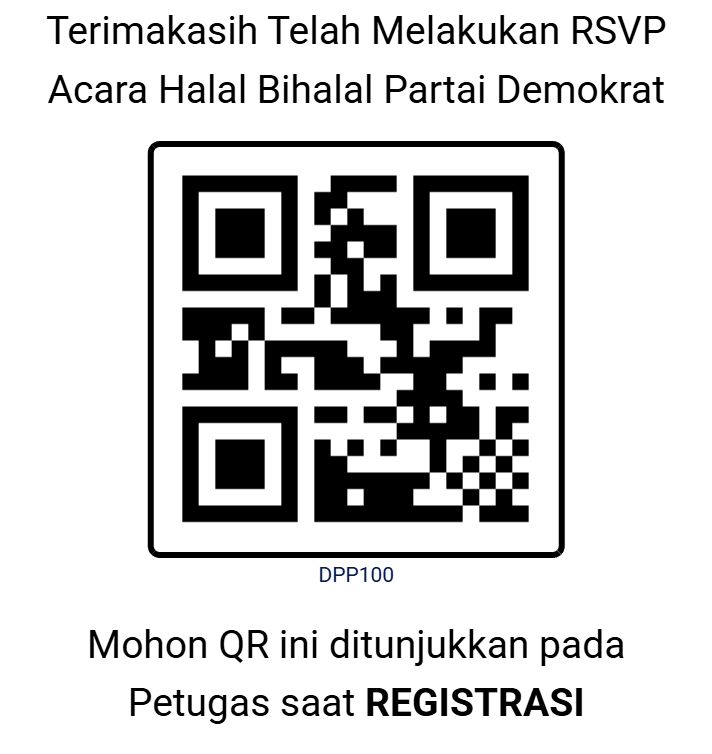 Terimakasih Telah Melakukan RSVP
Acara Halal Bihalal Partai Demokrat
DPP100
Mohon QR ini ditunjukkan pada
Petugas saat REGISTRASI